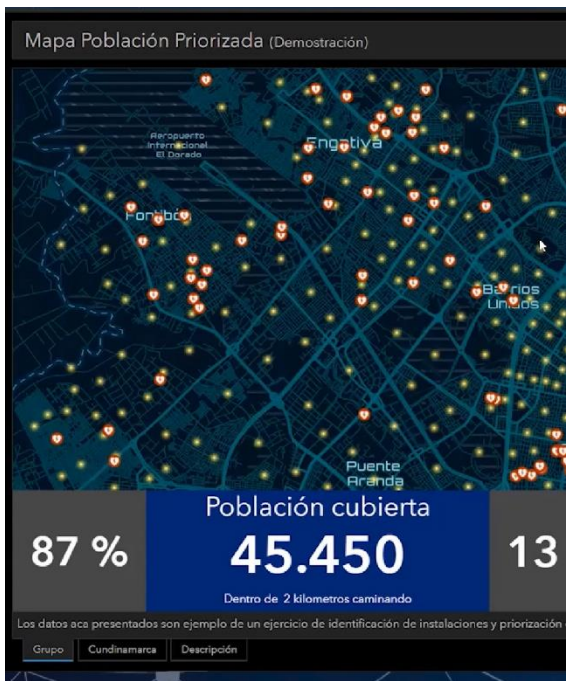 Mapa Población Priorizada (Demostración)
Aeropuerto
Internacional
El Dorado
Engativa
Fontibón
Barrios
Unidos
Puente
Aranda
87 %
Población cubierta
45.450
Dentro de 2 kilometros caminando
13
Los datos aca presentados son ejemplo de un ejercicio de identificación de instalaciones y priorización
Grupo
Cundinamarca
Descripción